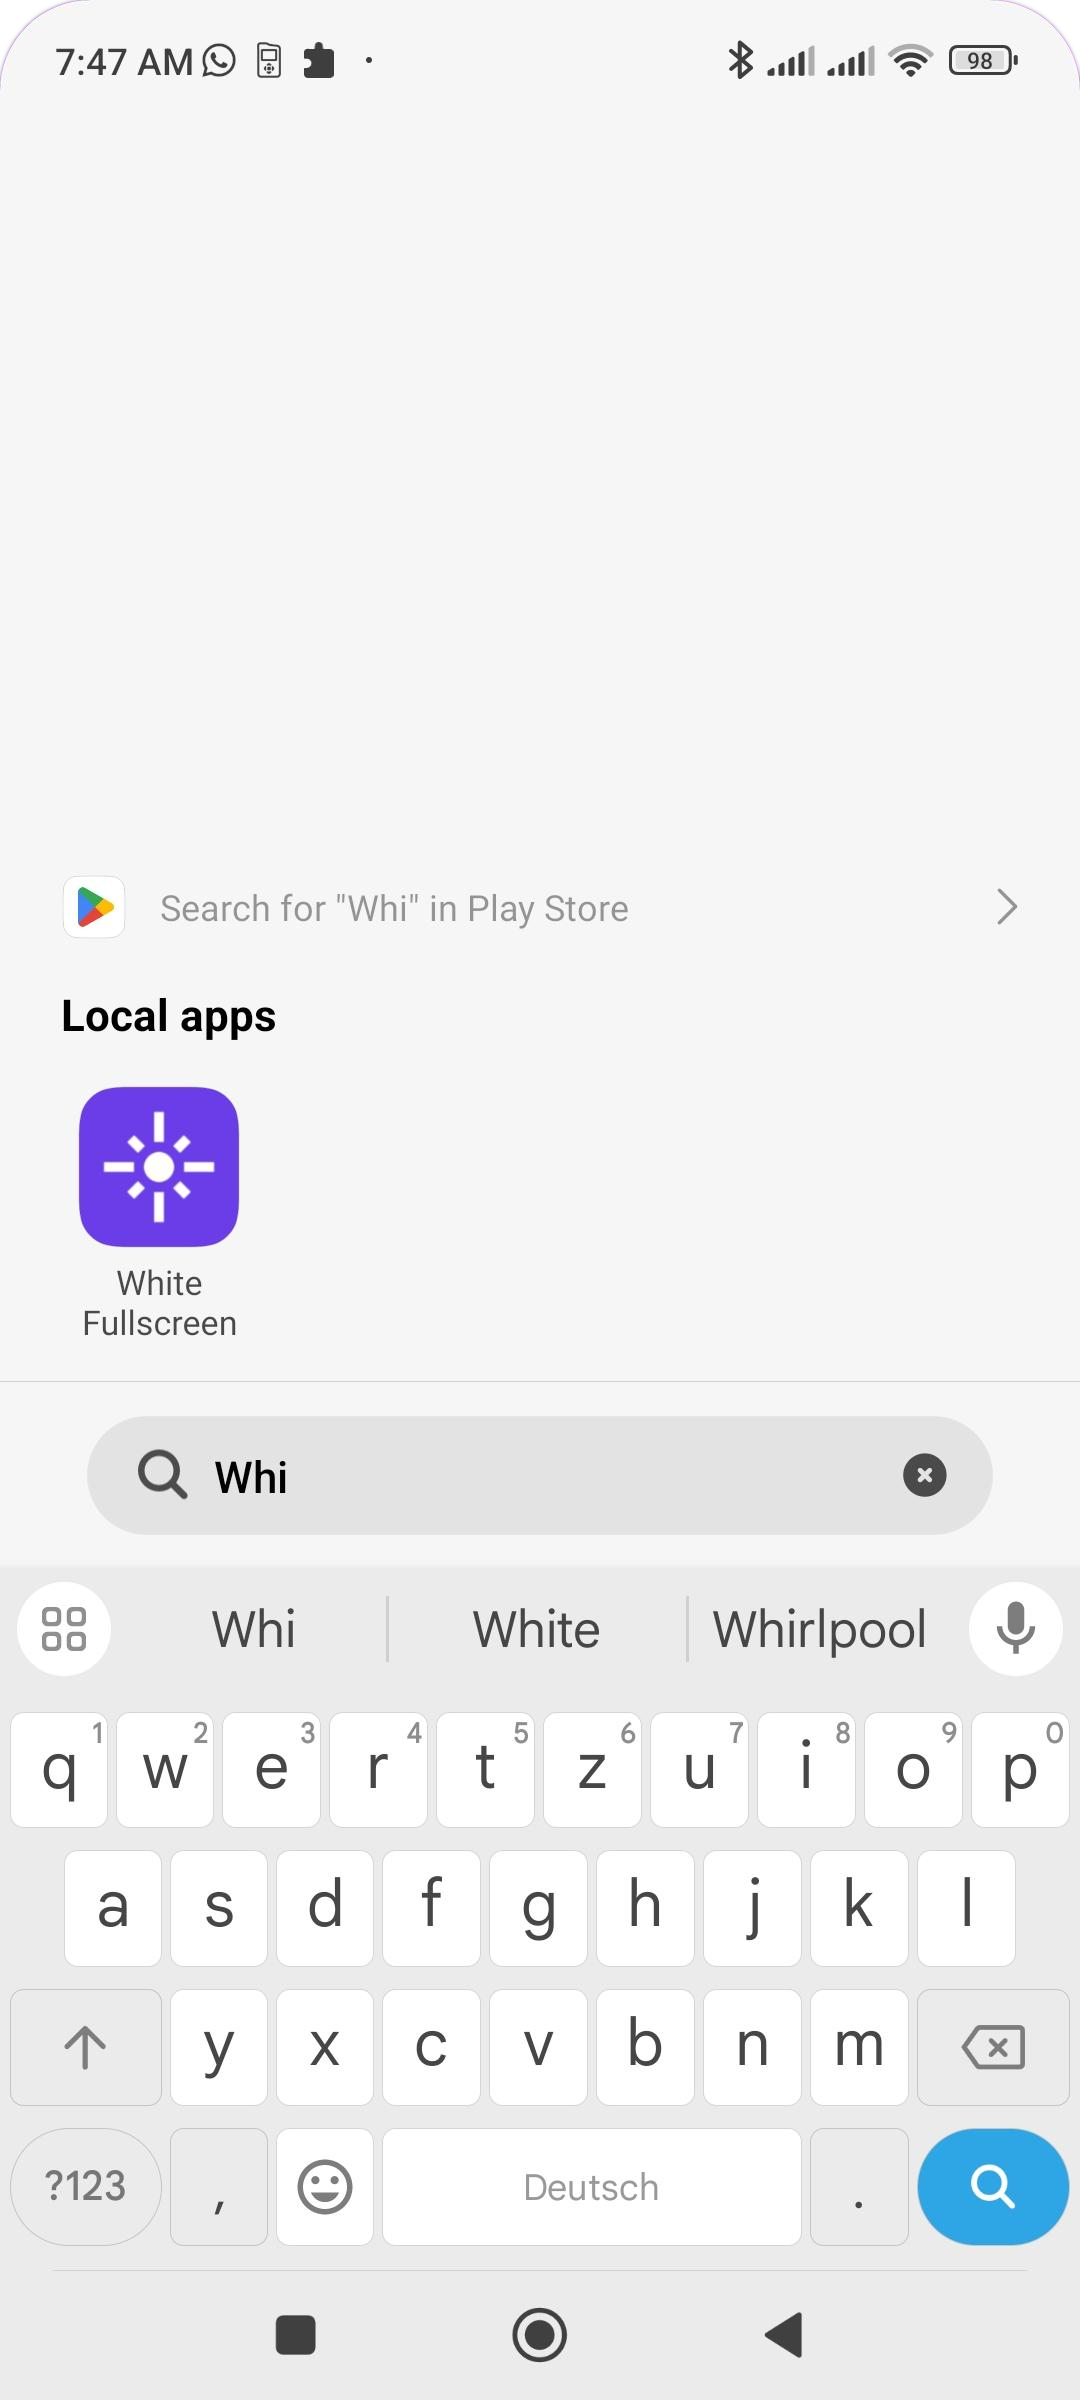 7:47 AM
98
Search for "Whi" in Play Store
Local apps
White
Fullscreen
Whi
Whi White Whirlpool
q 1 w 2 e 3 r 4 t 5 z 6 u 7 i 8 o 9 p 0
a s d f g h j k l
y x c v b n m
?123 , Deutsch .